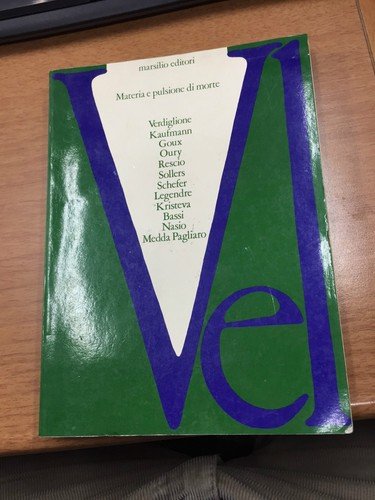 marsilio editori
Materia e pulsione di morte
Verdiglione
Kaufmann
Goux
Oury
Rescio
Sollers
Schefer
Legendre
Kristeva
Bassi
Nasio
Medda Pagliaro
Vel